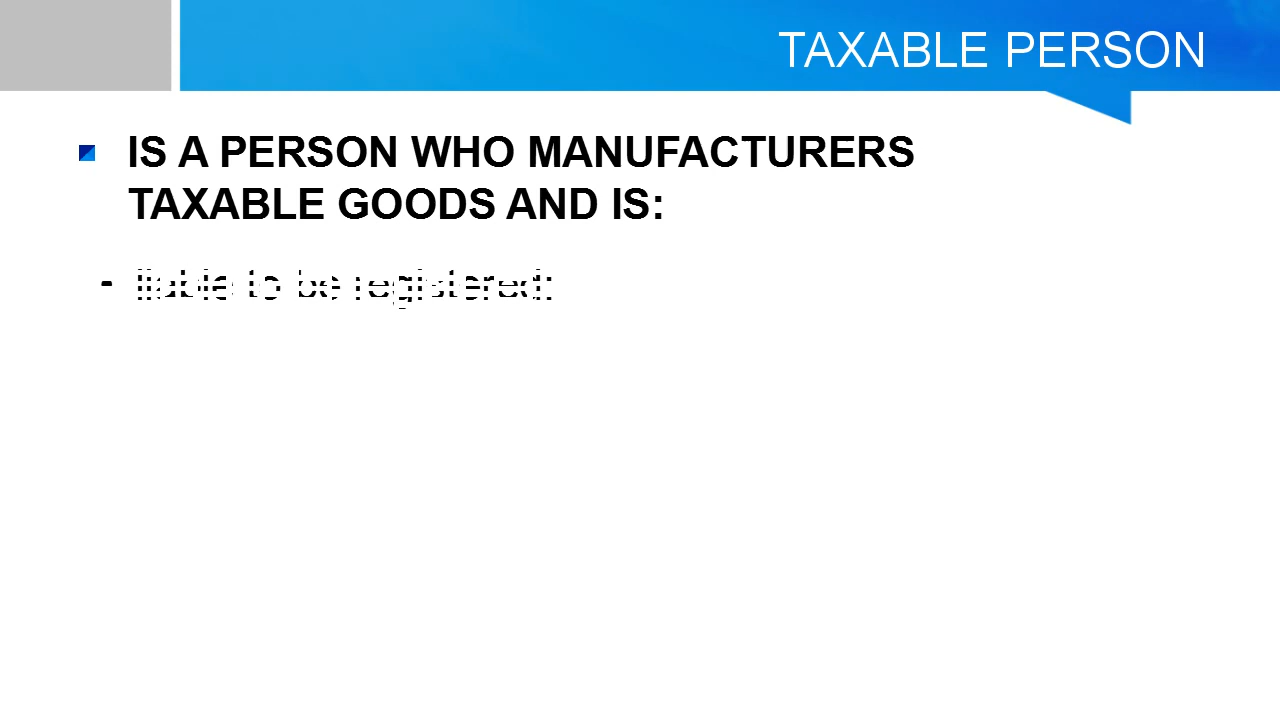 TAXABLE PERSON
IS A PERSON WHO MANUFACTURERS
TAXABLE GOODS AND IS:
- liable to be registered;